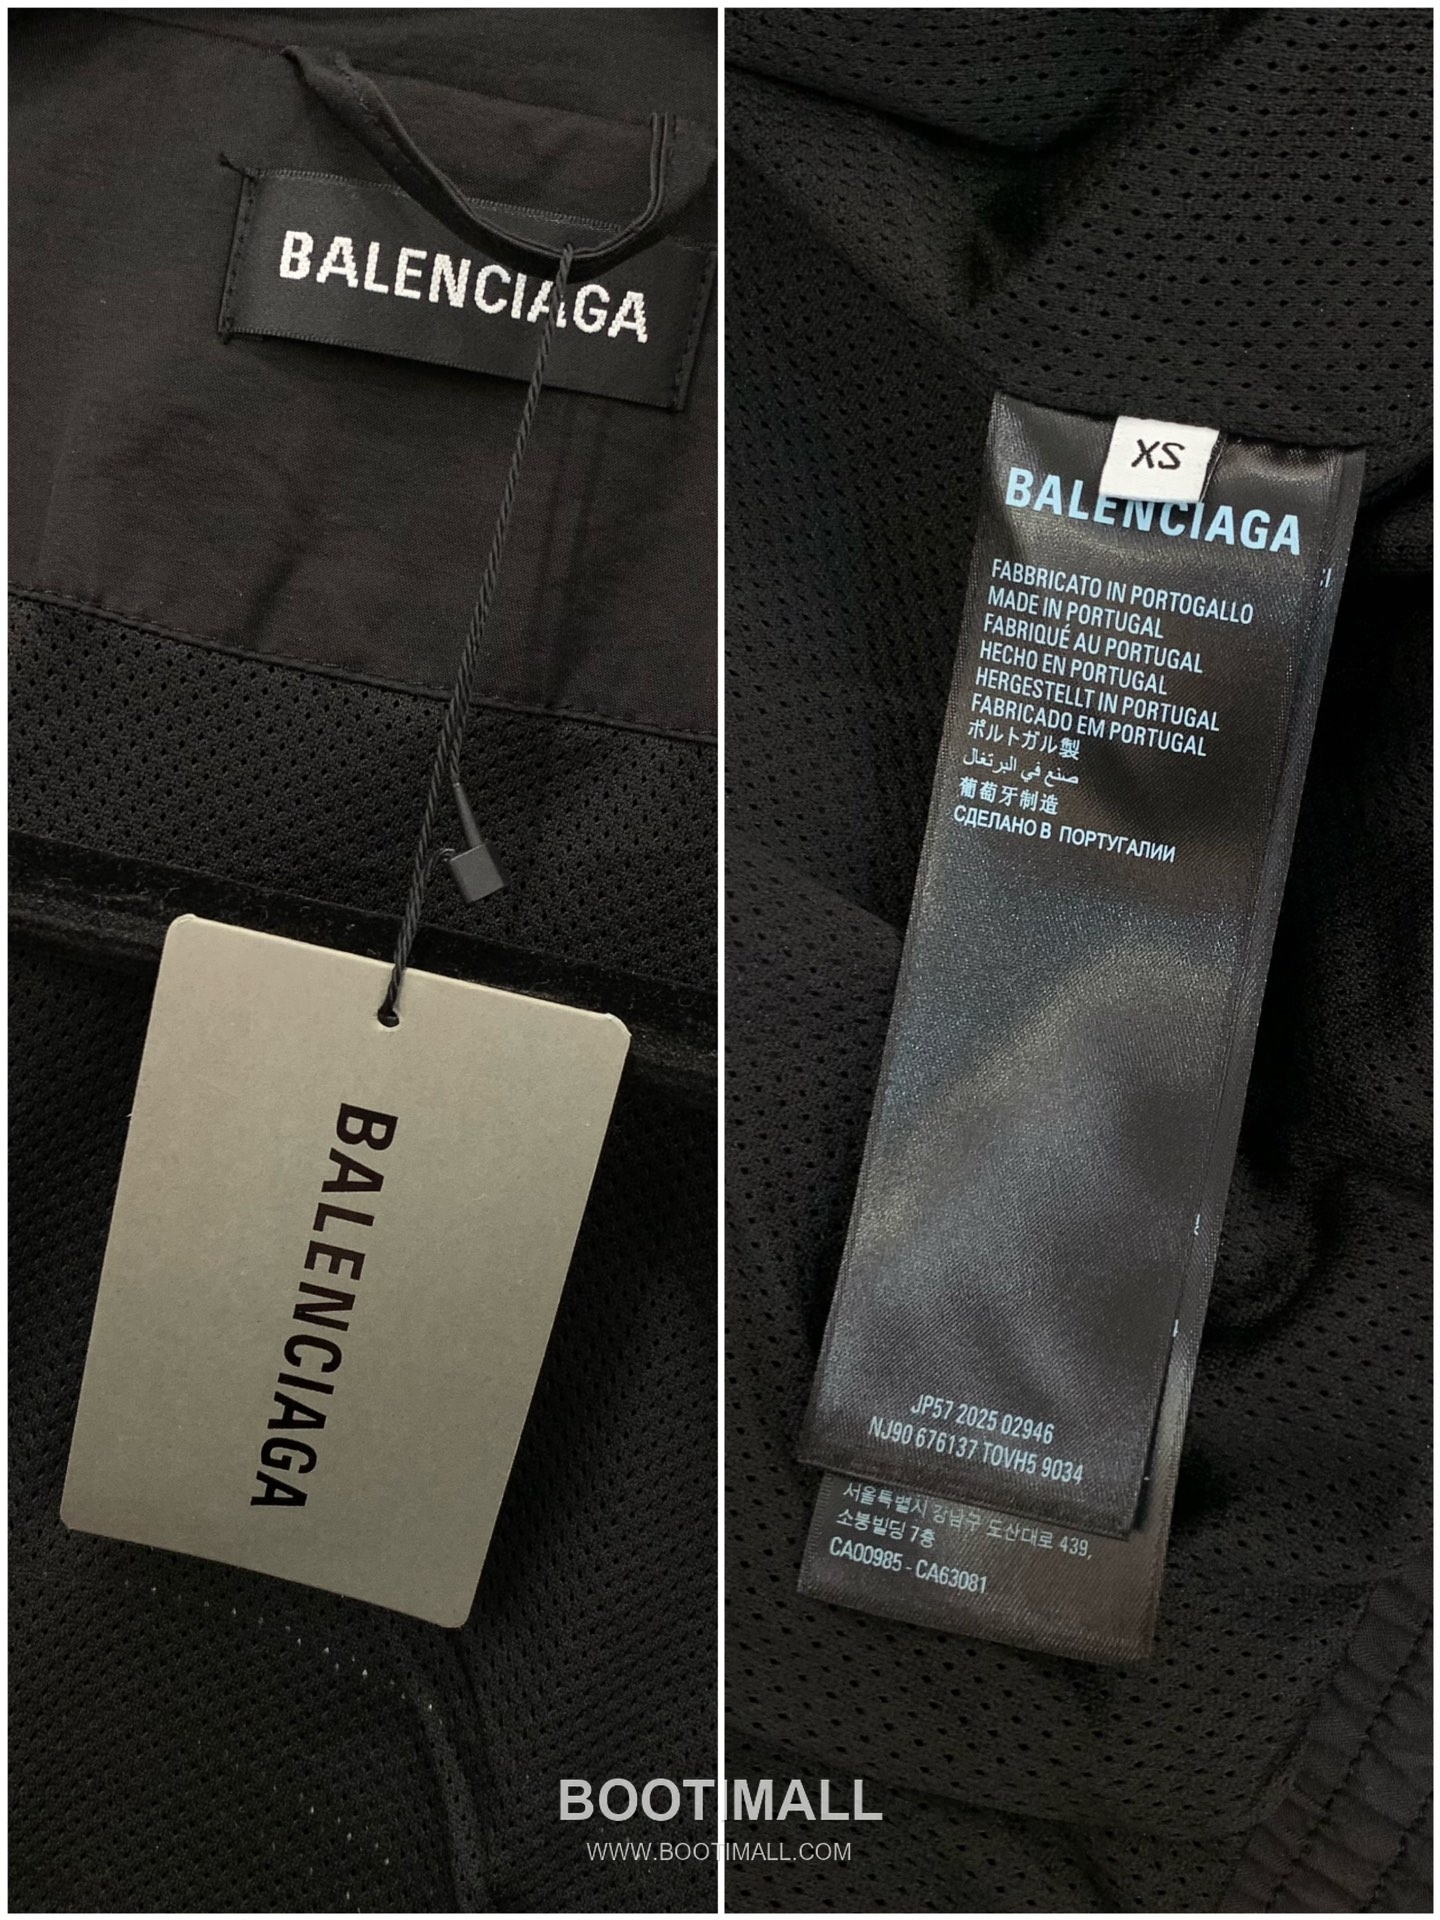 BALENCIAGA
BALENCIAGA
XS
BALENCIAGA
FABBRICATO IN PORTOGALLO
MADE IN PORTUGAL
FABRIQUÉ AU PORTUGAL
HECHO EN PORTUGAL
HERGESTELLT IN PORTUGAL
FABRICADO EM PORTUGAL
ポルトガル製
صنع في البرتغال
葡萄牙制造
СДЕЛАНО В ПОРТУГАЛИИ
JP57 2025 02946
NJ90 676137 TOVH5 9034
서울특별시 강남구 도산대로 439,
소봉빌딩 7층
CA00985 - CA63081
BOOTIMALL
WWW.BOOTIMALL.COM